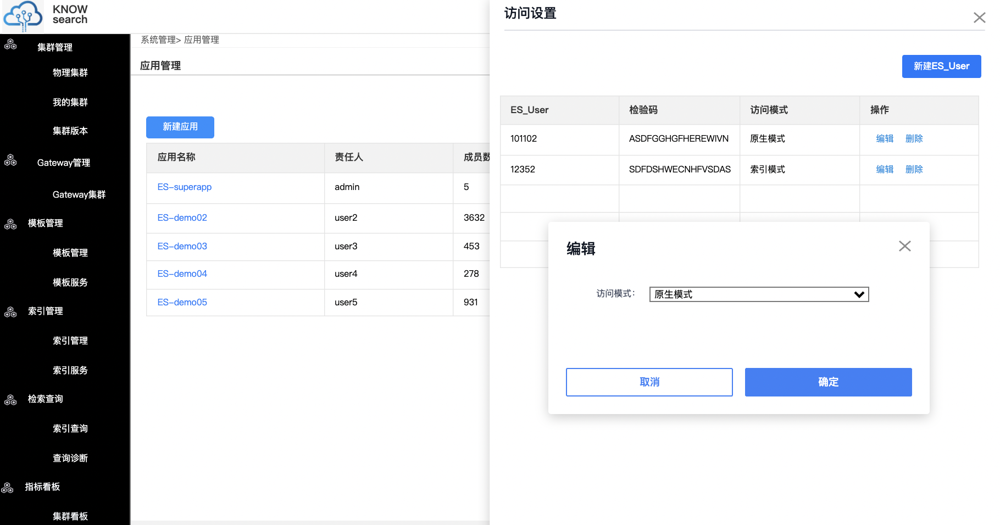 KNOW
search
集群管理
物理集群
我的集群
集群版本
Gateway管理
Gateway集群
模板管理
模板管理
模板服务
索引管理
索引管理
索引服务
检索查询
索引查询
查询诊断
指标看板
集群看板
系统管理> 应用管理
应用管理
新建应用
应用名称 责任人 成员数
ES-superapp admin 5
ES-demo02 user2 3632
ES-demo03 user3 453
ES-demo04 user4 278
ES-demo05 user5 931
访问设置
新建ES_User
ES_User 检验码 访问模式 操作
101102 ASDFGGHGFHEREWIVN 原生模式 编辑 删除
12352 SDFDSHWECNHFVSDAS 索引模式 编辑 删除
编辑
访问模式： 原生模式
取消 确定